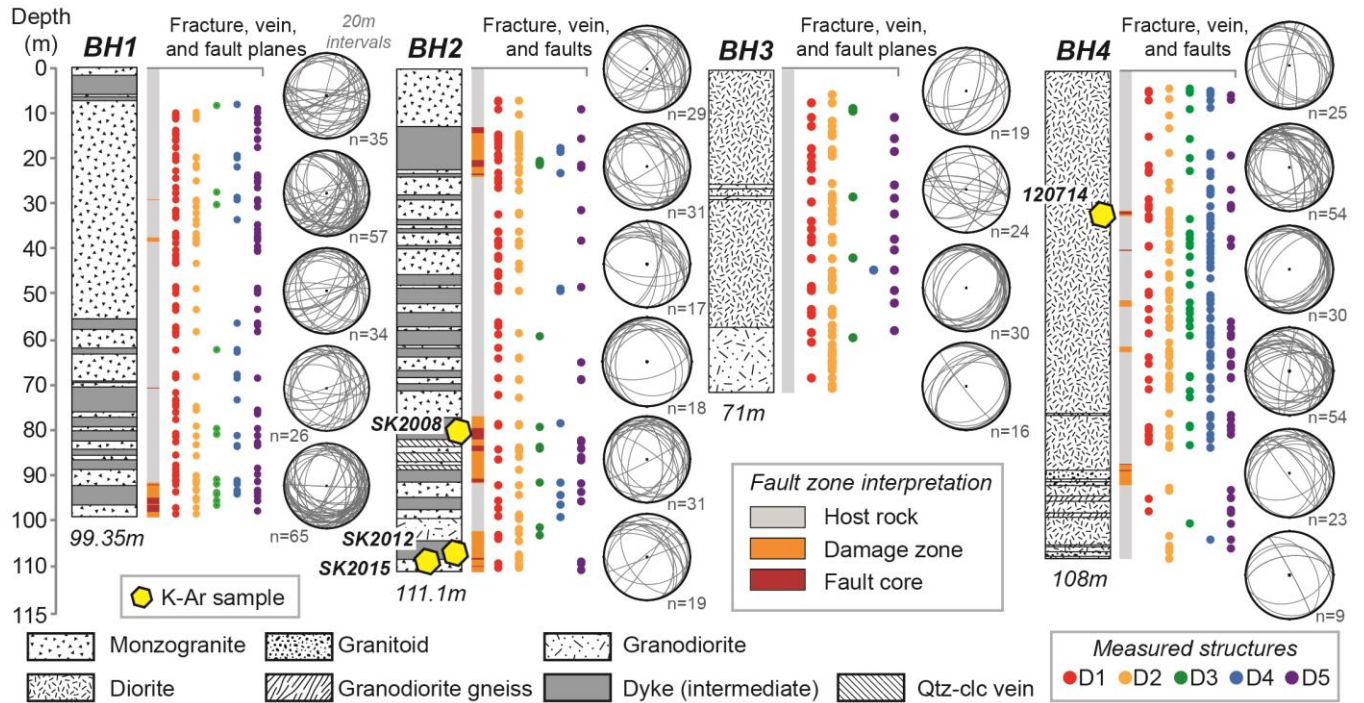 Depth
(m)
0
10
20
30
40
50
60
70
80
90
100
110
115
BH1
Fracture, vein,
and fault planes
20m
intervals
n=35
n=57
n=34
n=26
n=65
99.35m
BH2
Fracture, vein,
and faults
n=29
n=31
n=17
n=18
n=31
n=19
SK2008
SK2012
SK2015
111.1m
BH3
Fracture, vein,
and fault planes
n=19
n=24
n=30
n=16
71m
BH4
Fracture, vein,
and faults
120714
n=25
n=54
n=30
n=54
n=23
n=9
108m
K-Ar sample
Fault zone interpretation
Host rock
Damage zone
Fault core
Monzogranite
Granitoid
Granodiorite
Diorite
Granodiorite gneiss
Dyke (intermediate)
Qtz-clc vein
Measured structures
D1 D2 D3 D4 D5